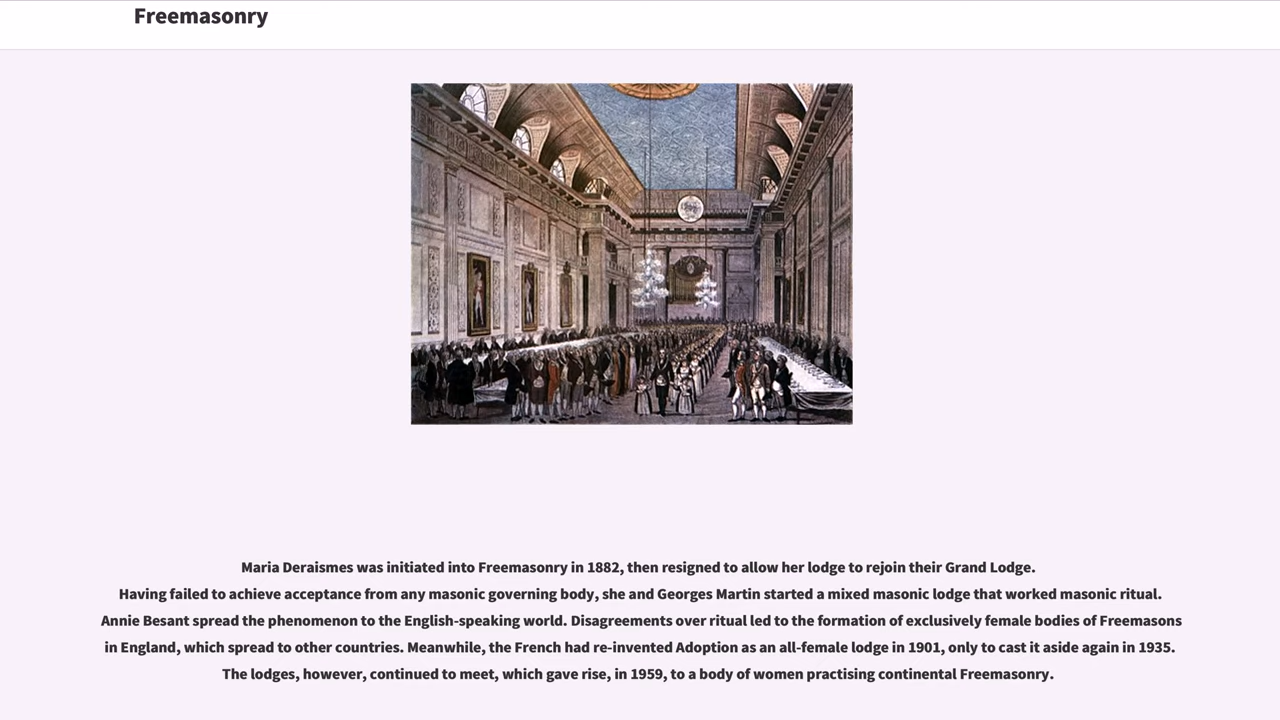 Freemasonry
Maria Deraismes was initiated into Freemasonry in 1882, then resigned to allow her lodge to rejoin their Grand Lodge.
Having failed to achieve acceptance from any masonic governing body, she and Georges Martin started a mixed masonic lodge that worked masonic ritual.
Annie Besant spread the phenomenon to the English-speaking world. Disagreements over ritual led to the formation of exclusively female bodies of Freemasons
in England, which spread to other countries. Meanwhile, the French had re-invented Adoption as an all-female lodge in 1901, only to cast it aside again in 1935.
The lodges, however, continued to meet, which gave rise, in 1959, to a body of women practising continental Freemasonry.